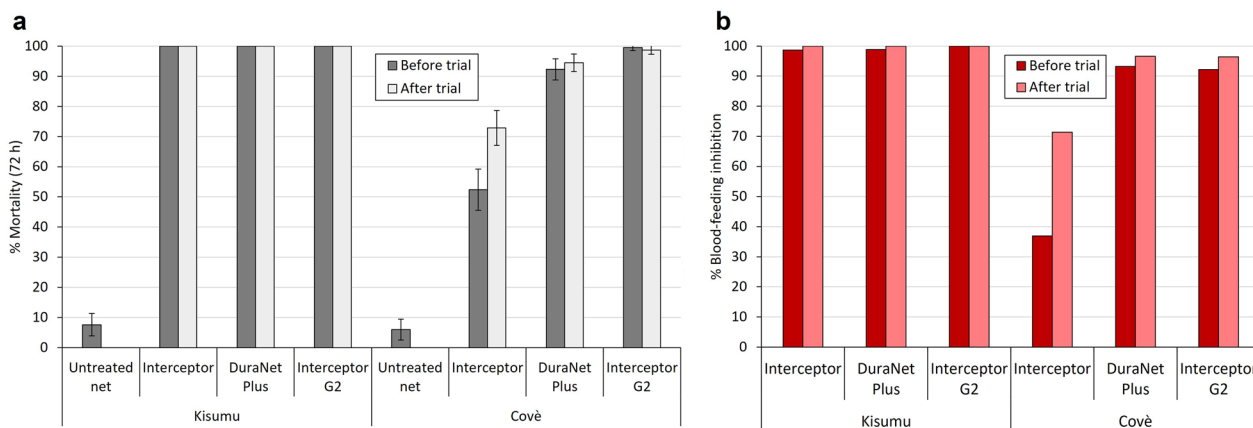 a
% Mortality (72 h)
100
90
80
70
60
50
40
30
20
10
0
Before trial
After trial
Untreated net
Interceptor
DuraNet Plus
Interceptor G2
Untreated net
Interceptor
DuraNet Plus
Interceptor G2
Kisumu
Covè
b
% Blood-feeding inhibition
100
90
80
70
60
50
40
30
20
10
0
Before trial
After trial
Interceptor
DuraNet Plus
Interceptor G2
Interceptor
DuraNet Plus
Interceptor G2
Kisumu
Covè